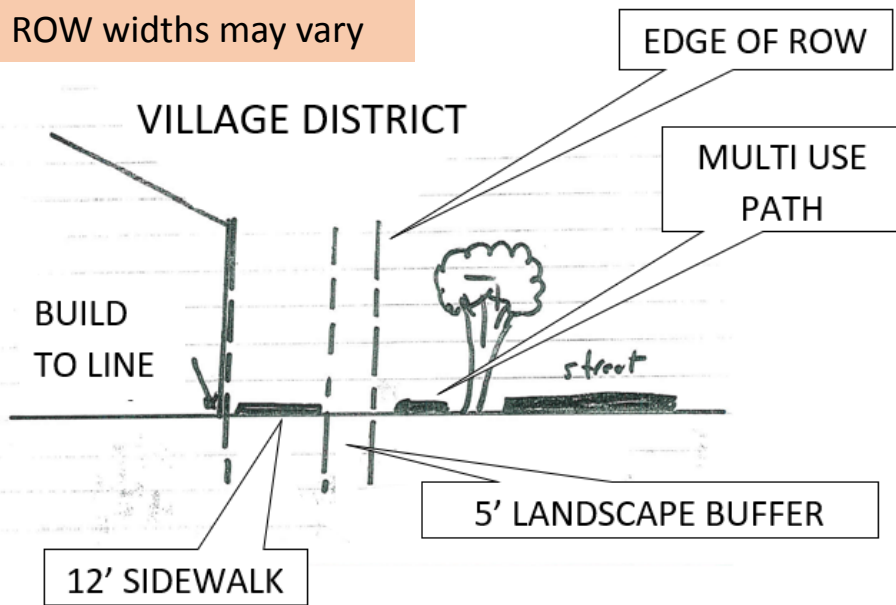 ROW widths may vary
EDGE OF ROW
VILLAGE DISTRICT
MULTI USE
PATH
BUILD
TO LINE
street
5’ LANDSCAPE BUFFER
12’ SIDEWALK